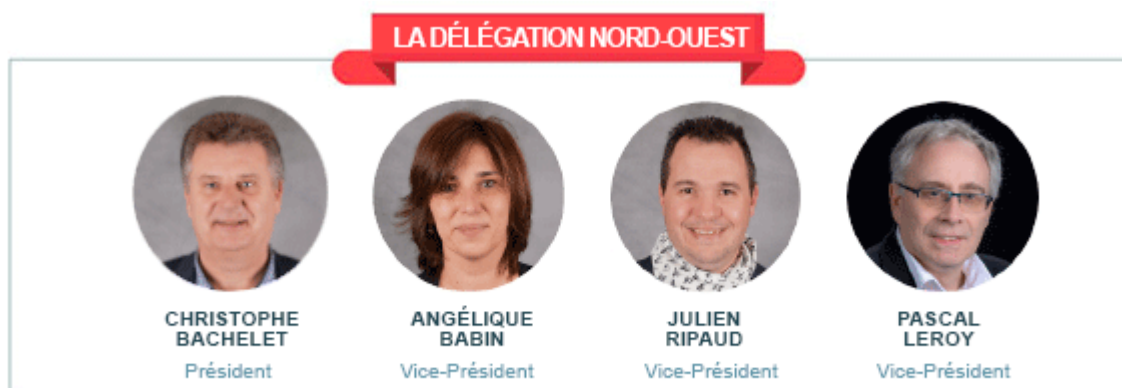 LA DÉLÉGATION NORD-OUEST
CHRISTOPHE
BACHELET
Président
ANGÉLIQUE
BABIN
Vice-Président
JULIEN
RIPAUD
Vice-Président
PASCAL
LEROY
Vice-Président